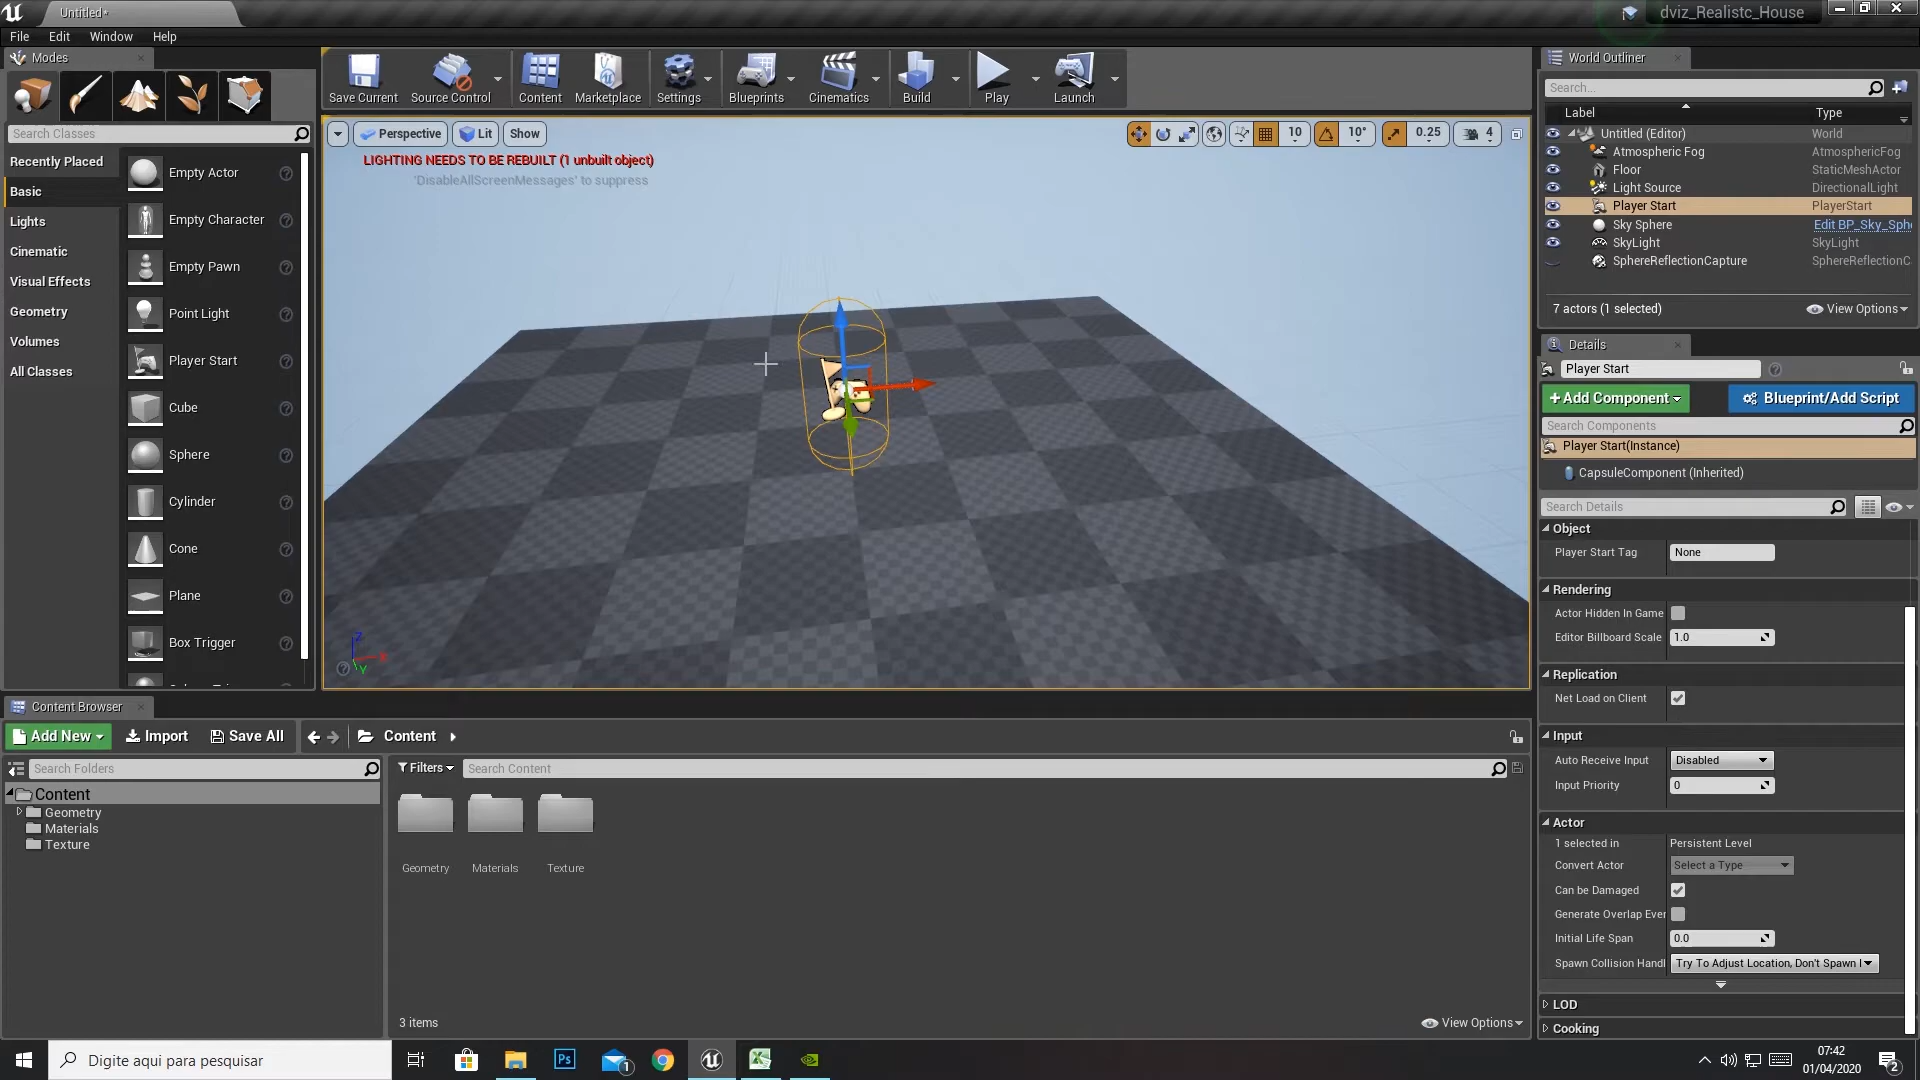 Untitled*
dviz_Realistc_House
File Edit Window Help
Modes
Search Classes
Recently Placed
Basic
Lights
Cinematic
Visual Effects
Geometry
Volumes
All Classes
Empty Actor
Empty Character
Empty Pawn
Point Light
Player Start
Cube
Sphere
Cylinder
Cone
Plane
Box Trigger
Save Current
Source Control
Content
Marketplace
Settings
Blueprints
Cinematics
Build
Play
Launch
Perspective
Lit
Show
10
10°
0.25
4
LIGHTING NEEDS TO BE REBUILT (1 unbuilt object)
'DisableAllScreenMessages' to suppress
Z
X
Y
World Outliner
Search...
Label Type
Untitled (Editor) World
Atmospheric Fog AtmosphericFog
Floor StaticMeshActor
Light Source DirectionalLight
Player Start PlayerStart
Sky Sphere Edit BP_Sky_Sph
SkyLight SkyLight
SphereReflectionCapture SphereReflectionC
7 actors (1 selected)
View Options
Details
Player Start
+Add Component
Blueprint/Add Script
Search Components
Player Start(Instance)
CapsuleComponent (Inherited)
Search Details
Object
Player Start Tag None
Rendering
Actor Hidden In Game
Editor Billboard Scale 1.0
Replication
Net Load on Client
Input
Auto Receive Input Disabled
Input Priority 0
Actor
1 selected in Persistent Level
Convert Actor Select a Type
Can be Damaged
Generate Overlap Ever
Initial Life Span 0.0
Spawn Collision Handl Try To Adjust Location, Don't Spawn I
LOD
Cooking
Content Browser
Add New
Import
Save All
Content
Search Folders
Filters
Search Content
Content
Geometry
Materials
Texture
Geometry
Materials
Texture
3 items
View Options
Digite aqui para pesquisar
Ps
1
07:42
01/04/2020
2